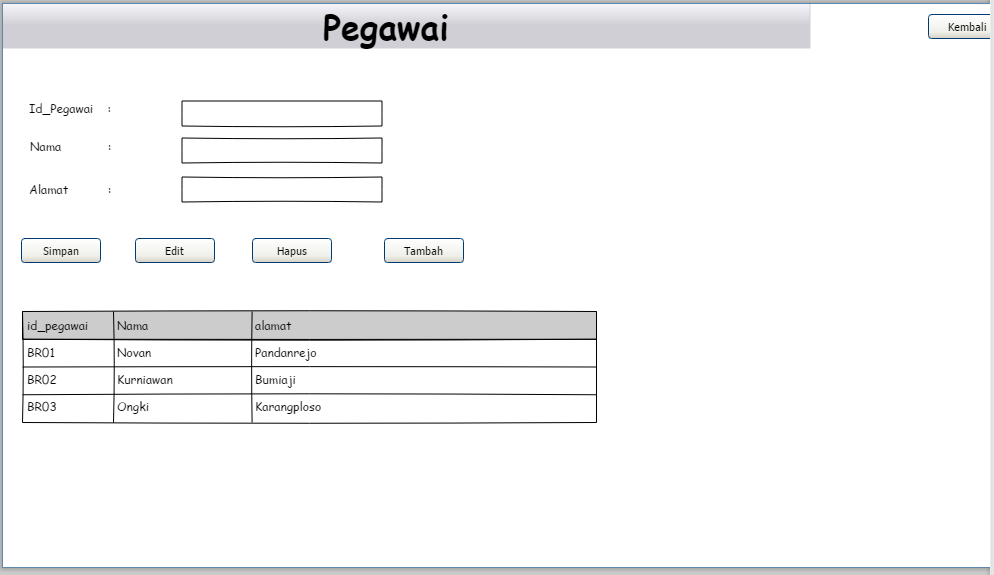 Pegawai
Kembali
Id_Pegawai :
Nama :
Alamat :
Simpan Edit Hapus Tambah
id_pegawai Nama alamat
BR01 Novan Pandanrejo
BR02 Kurniawan Bumiaji
BR03 Ongki Karangploso